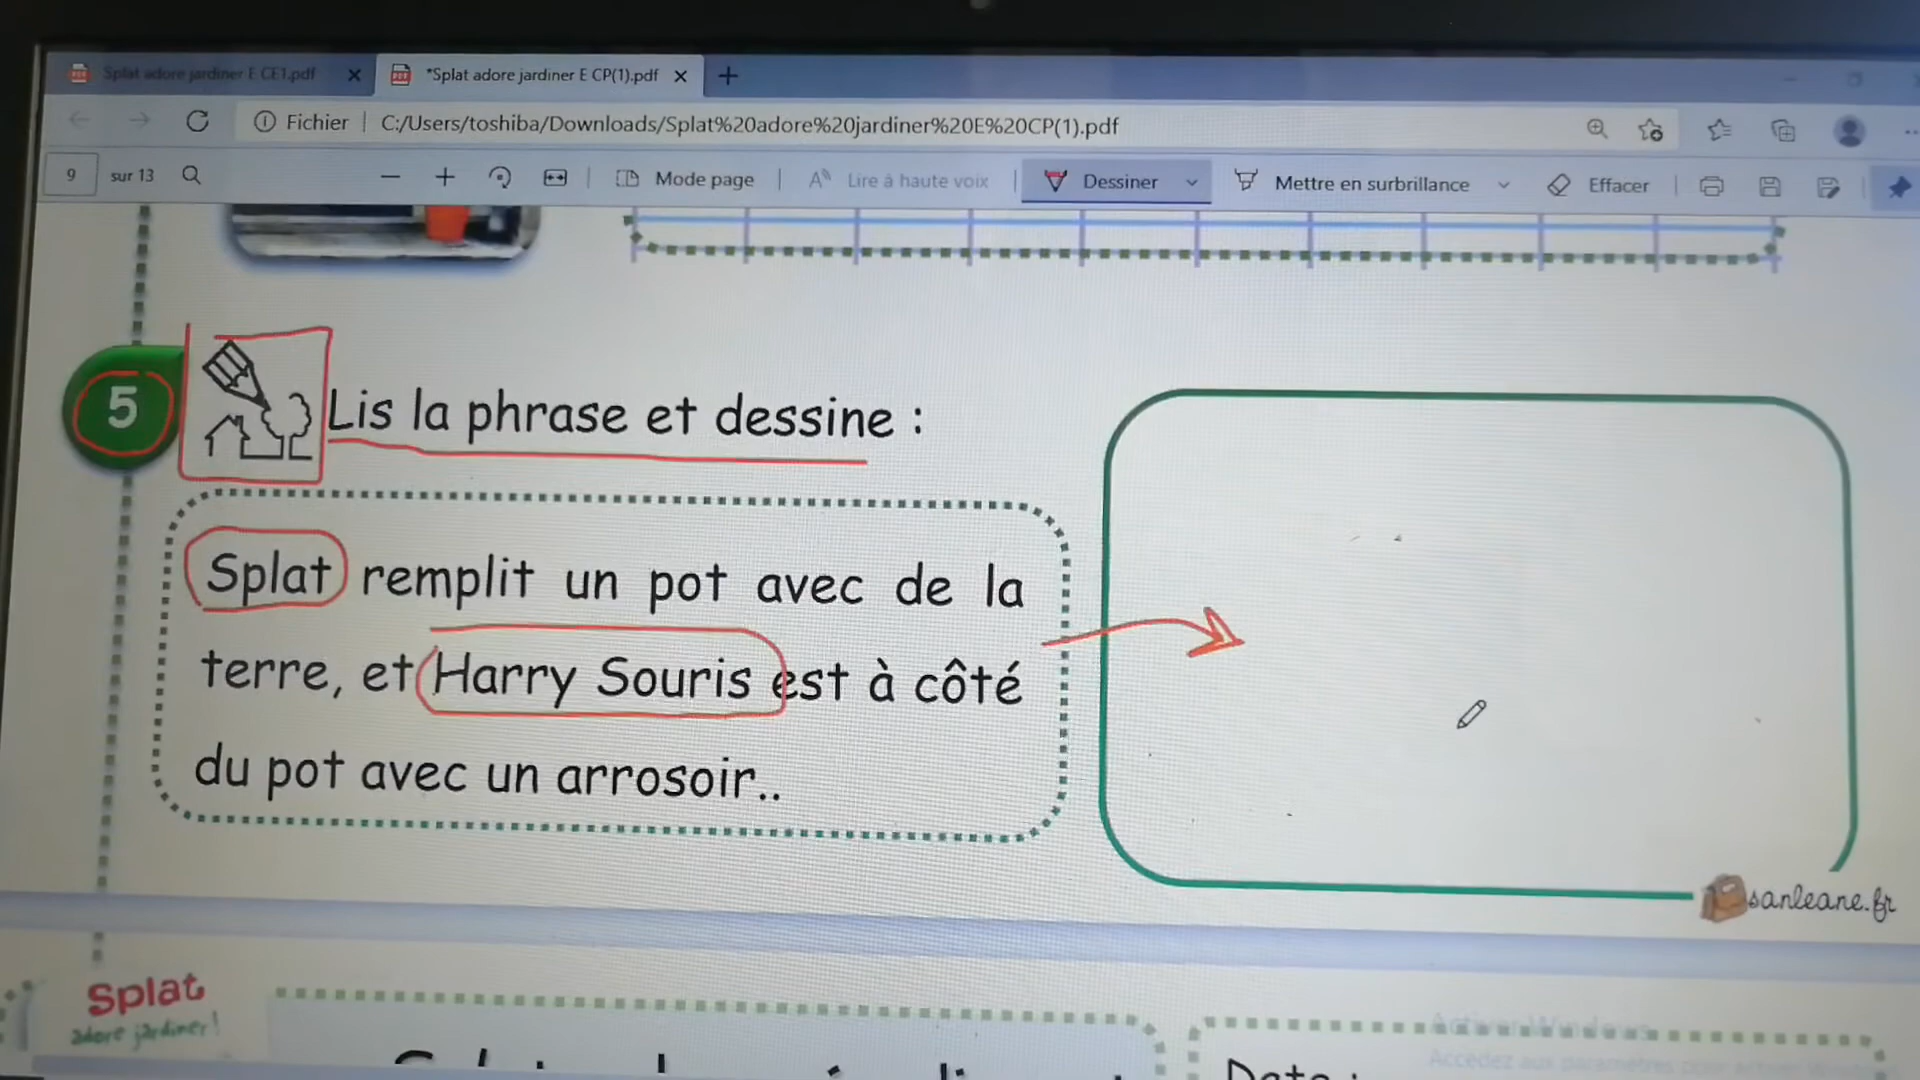 Splat adore jardiner E CE1.pdf
*Splat adore jardiner E CP(1).pdf
Fichier
C:/Users/toshiba/Downloads/Splat%20adore%20jardiner%20E%20CP(1).pdf
9 sur 13
Mode page
Lire à haute voix
Dessiner
Mettre en surbrillance
Effacer
5
Lis la phrase et dessine :
Splat remplit un pot avec de la
terre, et Harry Souris est à côté
du pot avec un arrosoir..
sanleane.fr
Splat
adore jardiner!
Activer Windows
Date :